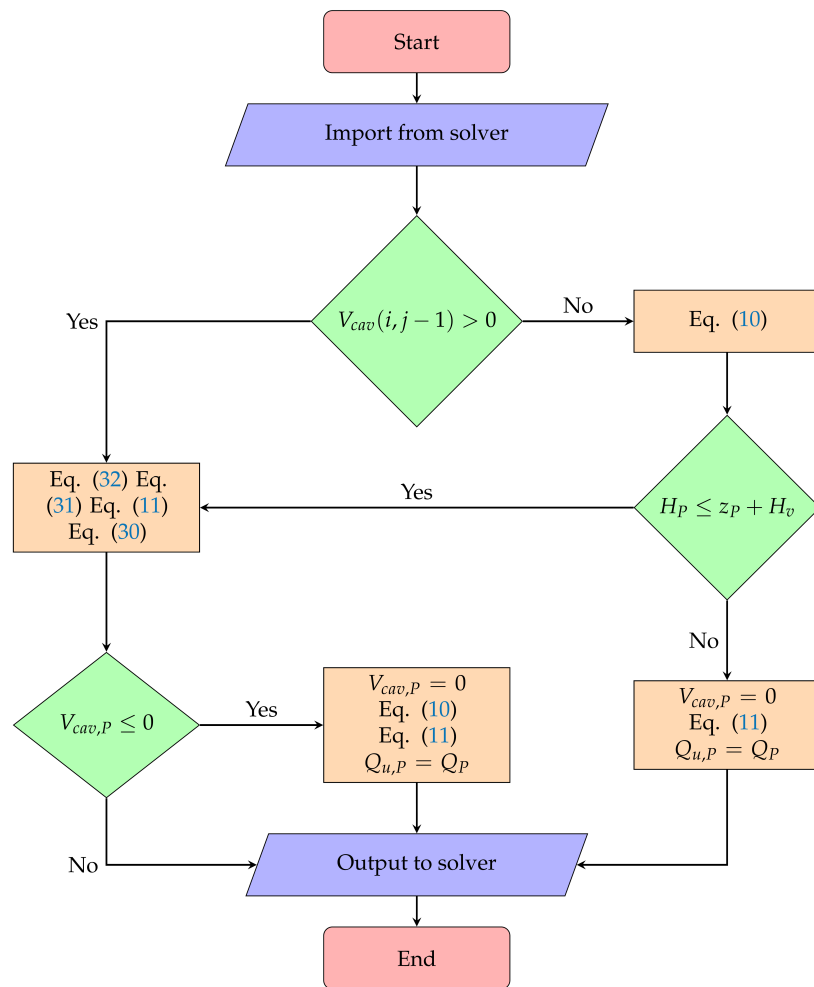 Start
Import from solver
V_{cav}(i, j − 1) > 0
No
Eq. (10)
Yes
Eq. (32) Eq.
(31) Eq. (11)
Eq. (30)
Yes
H_P ≤ z_P + H_v
No
V_{cav,P} ≤ 0
Yes
V_{cav,P} = 0
Eq. (10)
Eq. (11)
Q_{u,P} = Q_P
V_{cav,P} = 0
Eq. (11)
Q_{u,P} = Q_P
No
Output to solver
End